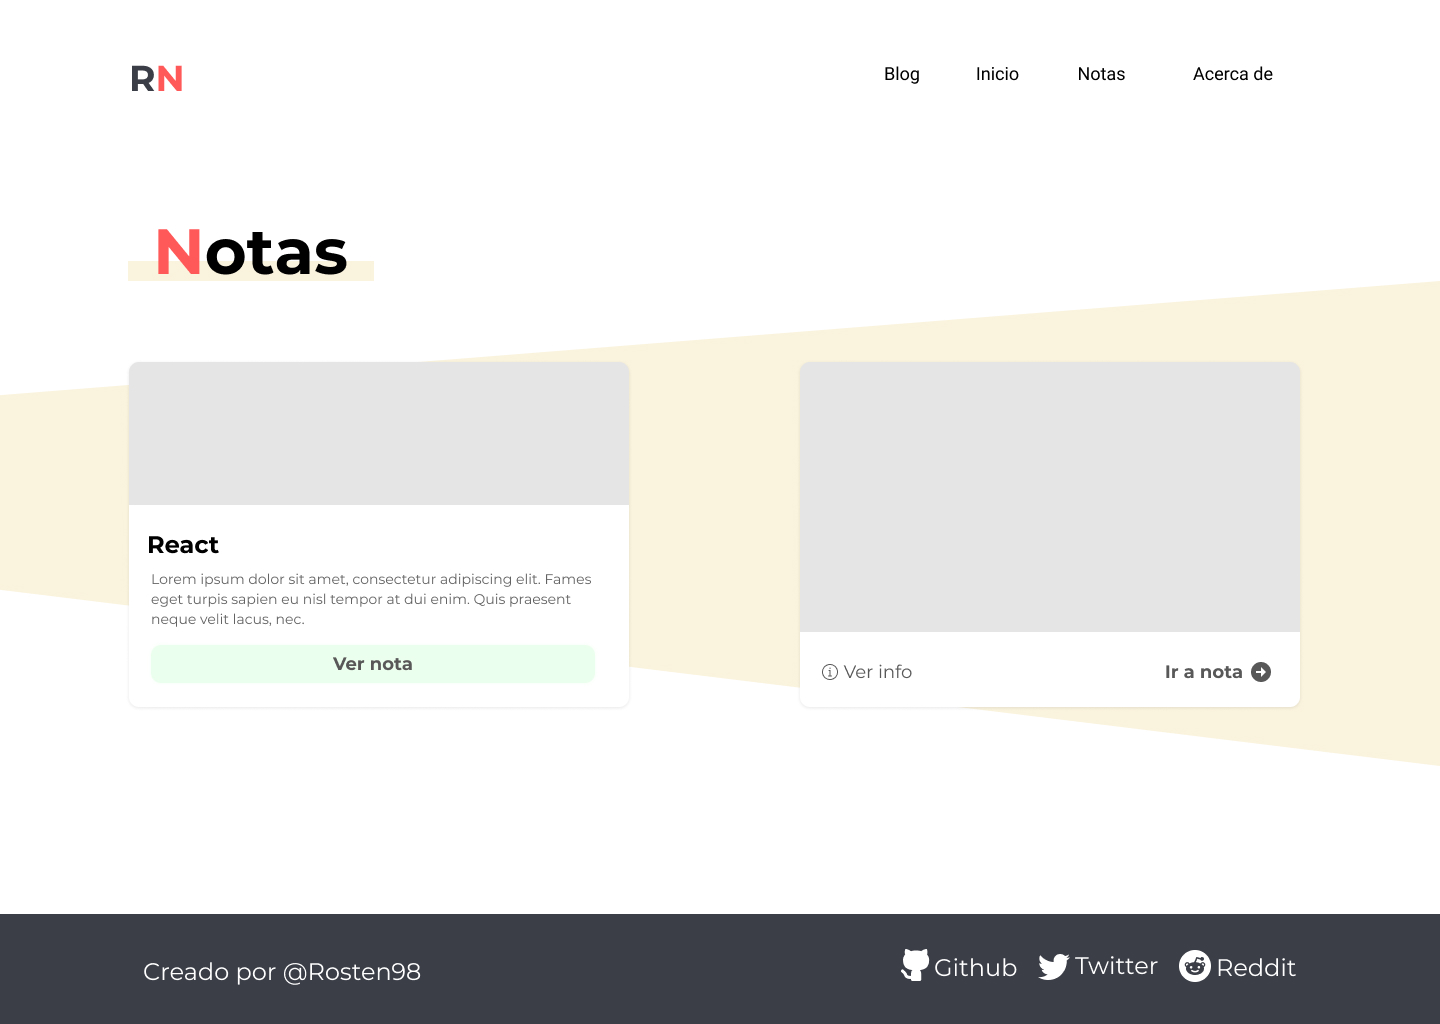 RN
Blog Inicio Notas Acerca de
Notas
React
Lorem ipsum dolor sit amet, consectetur adipiscing elit. Fames
eget turpis sapien eu nisl tempor at dui enim. Quis praesent
neque velit lacus, nec.
Ver nota
Ver info Ir a nota
Creado por @Rosten98
Github Twitter Reddit